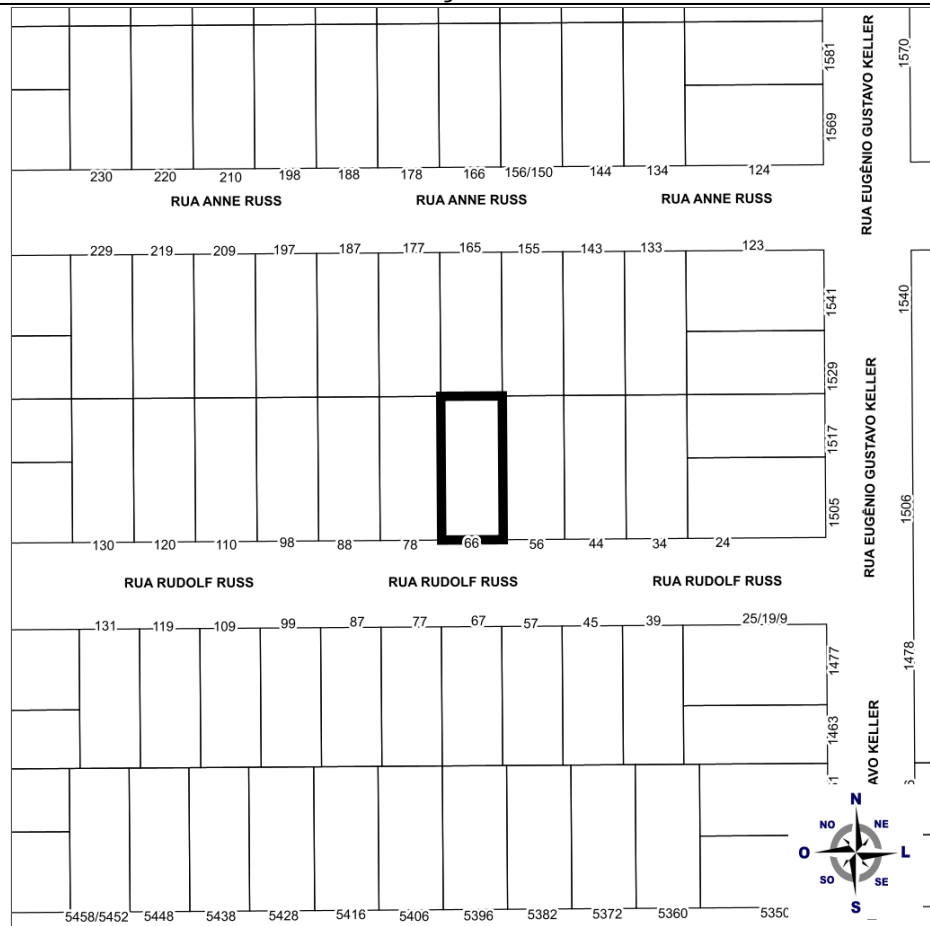 1581
1570
RUA EUGÊNIO GUSTAVO KELLER
1569
230 220 210 198 188 178 166 156/150 144 134 124
RUA ANNE RUSS RUA ANNE RUSS RUA ANNE RUSS
229 219 209 197 187 177 165 155 143 133 123
1541
1540
1529
RUA EUGÊNIO GUSTAVO KELLER
1517
1505
1506
130 120 110 98 88 78 66 56 44 34 24
RUA RUDOLF RUSS RUA RUDOLF RUSS RUA RUDOLF RUSS
131 119 109 99 87 77 67 57 45 39 25/19/9
1477
1478
1463
AVO KELLER
N
NO NE
O L
SO SE
S
5458/5452 5448 5438 5428 5416 5406 5396 5382 5372 5360 5350